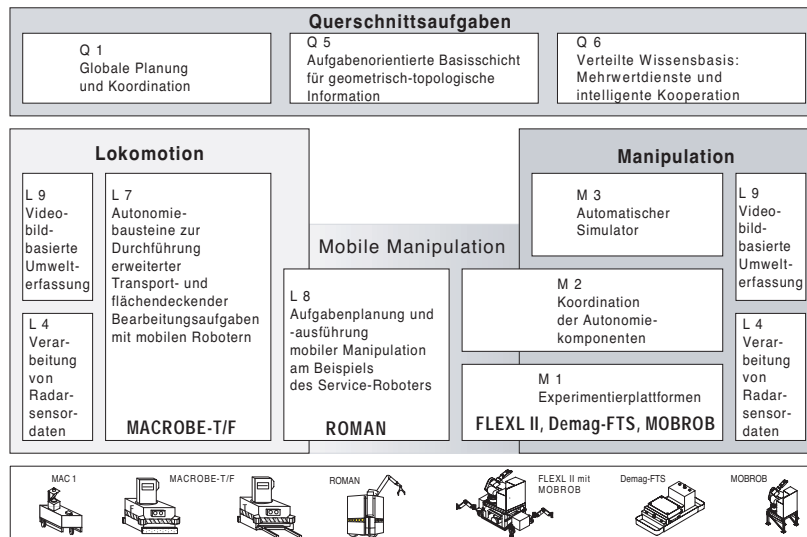 Querschnittsaufgaben
Q 1
Globale Planung
und Koordination
Q 5
Aufgabenorientierte Basisschicht
für geometrisch-topologische
Information
Q 6
Verteilte Wissensbasis:
Mehrwertdienste und
intelligente Kooperation
Lokomotion
L 9
Video-
bild-
basierte
Umwelt-
erfassung
L 4
Verar-
beitung
von
Radar-
sensor-
daten
L 7
Autonomie-
bausteine zur
Durchführung
erweiterter
Transport- und
flächendeckender
Bearbeitungsaufgaben
mit mobilen Robotern
MACROBE-T/F
Mobile Manipulation
L 8
Aufgabenplanung und
-ausführung
mobiler Manipulation
am Beispiels
des Service-Roboters
ROMAN
Manipulation
M 3
Automatischer
Simulator
M 2
Koordination
der Autonomie-
komponenten
M 1
Experimentierplattformen
FLEXL II, Demag-FTS, MOBROB
L 9
Video-
bild-
basierte
Umwelt-
erfassung
L 4
Verar-
beitung
von
Radar-
sensor-
daten
MAC 1
MACROBE-T/F
F
T
ROMAN
FLEXL II mit
MOBROB
Demag-FTS
MOBROB